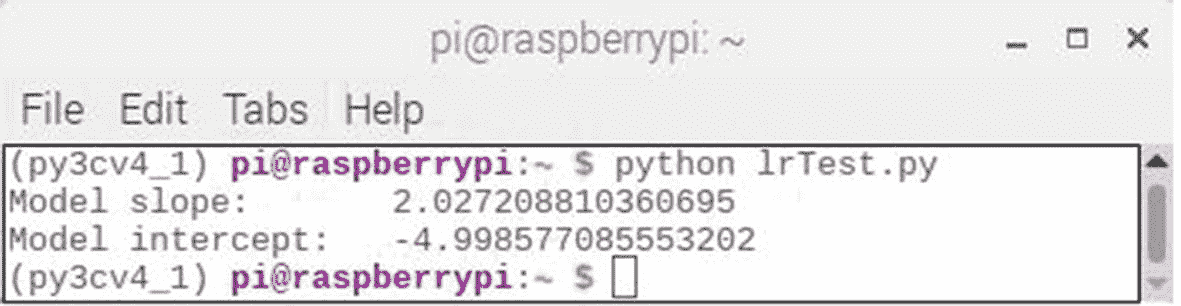 pi@raspberrypi: ~
File Edit Tabs Help
(py3cv4_1) pi@raspberrypi:~ $ python lrTest.py
Model slope: 2.027208810360695
Model intercept: -4.998577085553202
(py3cv4_1) pi@raspberrypi:~ $